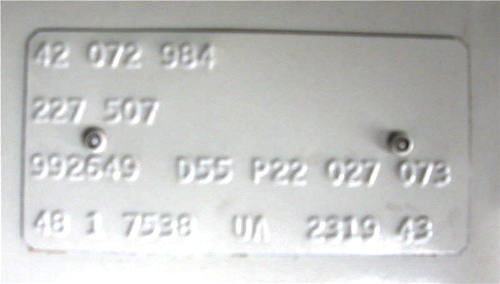 42 072 984
227 507
992649 D55 P22 027 073
48 1 7538 UA 2319 43